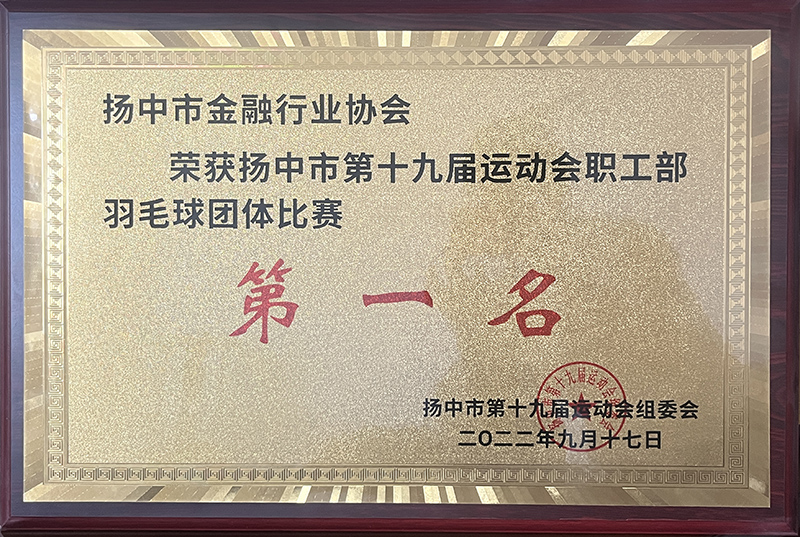 扬中市金融行业协会
荣获扬中市第十九届运动会职工部
羽毛球团体比赛
第一名
扬中市第十九届运动会组委会
二O二二年九月十七日